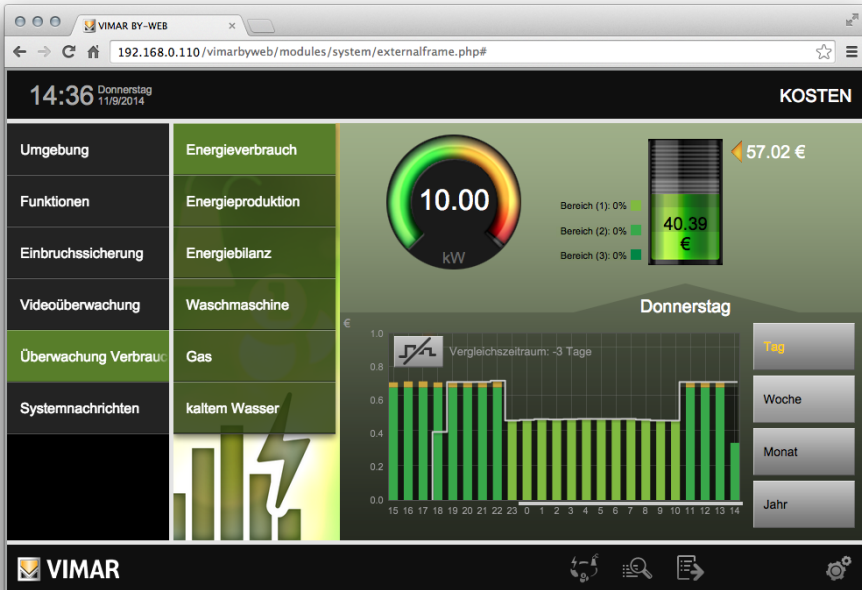 VIMAR BY-WEB
192.168.0.110/vimarbyweb/modules/system/externalframe.php#
14:36 Donnerstag
11/9/2014
KOSTEN
Umgebung
Funktionen
Einbruchssicherung
Videoüberwachung
Überwachung Verbrauc
Systemnachrichten
Energieverbrauch
Energieproduktion
Energiebilanz
Waschmaschine
Gas
kaltem Wasser
10.00
kW
Bereich (1): 0%
Bereich (2): 0%
Bereich (3): 0%
40.39
€
57.02 €
Donnerstag
€
Vergleichszeitraum: -3 Tage
1.0
0.8
0.6
0.4
0.2
0.0
15 16 17 18 19 20 21 22 23 0 1 2 3 4 5 6 7 8 9 10 11 12 13 14
Tag
Woche
Monat
Jahr
VIMAR